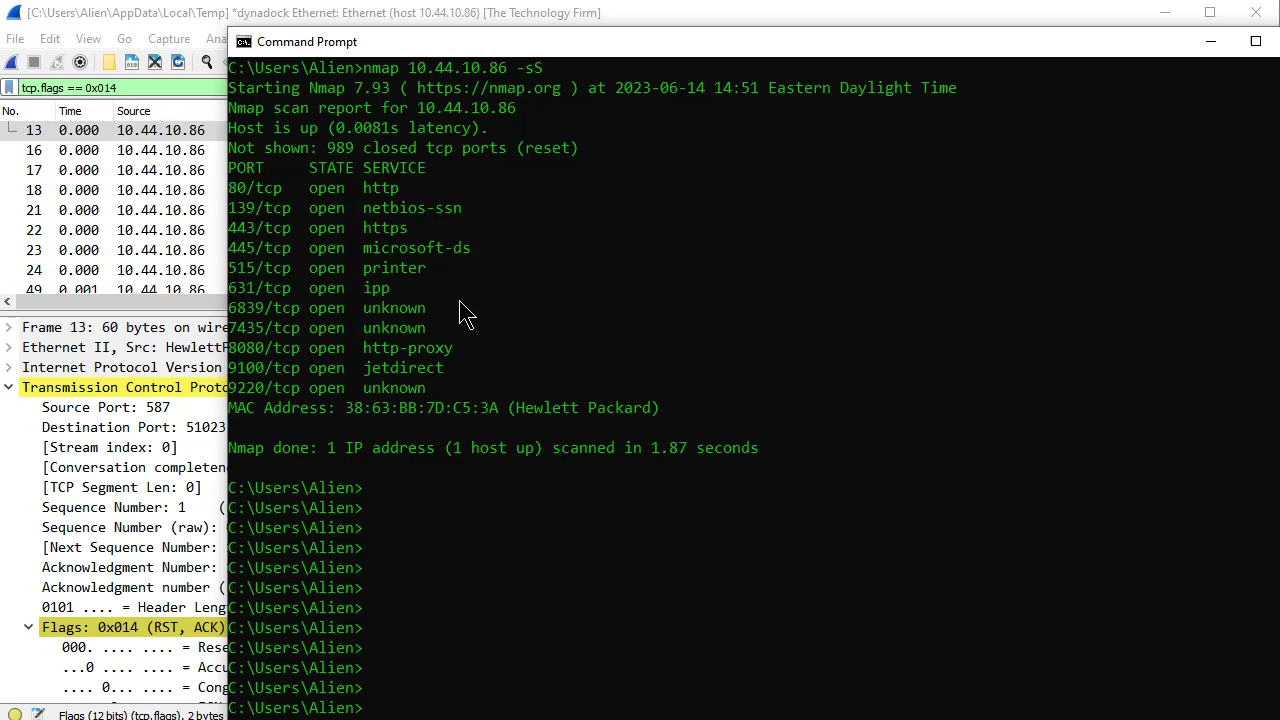 [C:\Users\Alien\AppData\Local\Temp] *dynadock Ethernet: Ethernet (host 10.44.10.86) [The Technology Firm]
File Edit View Go Capture Ana
tcp.flags == 0x014
No. Time Source
13 0.000 10.44.10.86
16 0.000 10.44.10.86
17 0.000 10.44.10.86
18 0.000 10.44.10.86
21 0.000 10.44.10.86
22 0.000 10.44.10.86
23 0.000 10.44.10.86
24 0.000 10.44.10.86
49 0.001 10.44.10.86
Frame 13: 60 bytes on wire
Ethernet II, Src: HewlettP
Internet Protocol Version
Transmission Control Proto
Source Port: 587
Destination Port: 51023
[Stream index: 0]
[Conversation completen
[TCP Segment Len: 0]
Sequence Number: 1 (
Sequence Number (raw):
[Next Sequence Number:
Acknowledgment Number:
Acknowledgment number (
0101 .... = Header Leng
Flags: 0x014 (RST, ACK)
000. .... .... = Rese
...0 .... .... = Accu
.... 0... .... = Cong
Flags (12 bits) (tcp.flags), 2 bytes
Command Prompt
C:\Users\Alien>nmap 10.44.10.86 -sS
Starting Nmap 7.93 ( https://nmap.org ) at 2023-06-14 14:51 Eastern Daylight Time
Nmap scan report for 10.44.10.86
Host is up (0.0081s latency).
Not shown: 989 closed tcp ports (reset)
PORT STATE SERVICE
80/tcp open http
139/tcp open netbios-ssn
443/tcp open https
445/tcp open microsoft-ds
515/tcp open printer
631/tcp open ipp
6839/tcp open unknown
7435/tcp open unknown
8080/tcp open http-proxy
9100/tcp open jetdirect
9220/tcp open unknown
MAC Address: 38:63:BB:7D:C5:3A (Hewlett Packard)
Nmap done: 1 IP address (1 host up) scanned in 1.87 seconds
C:\Users\Alien>
C:\Users\Alien>
C:\Users\Alien>
C:\Users\Alien>
C:\Users\Alien>
C:\Users\Alien>
C:\Users\Alien>
C:\Users\Alien>
C:\Users\Alien>
C:\Users\Alien>
C:\Users\Alien>
C:\Users\Alien>